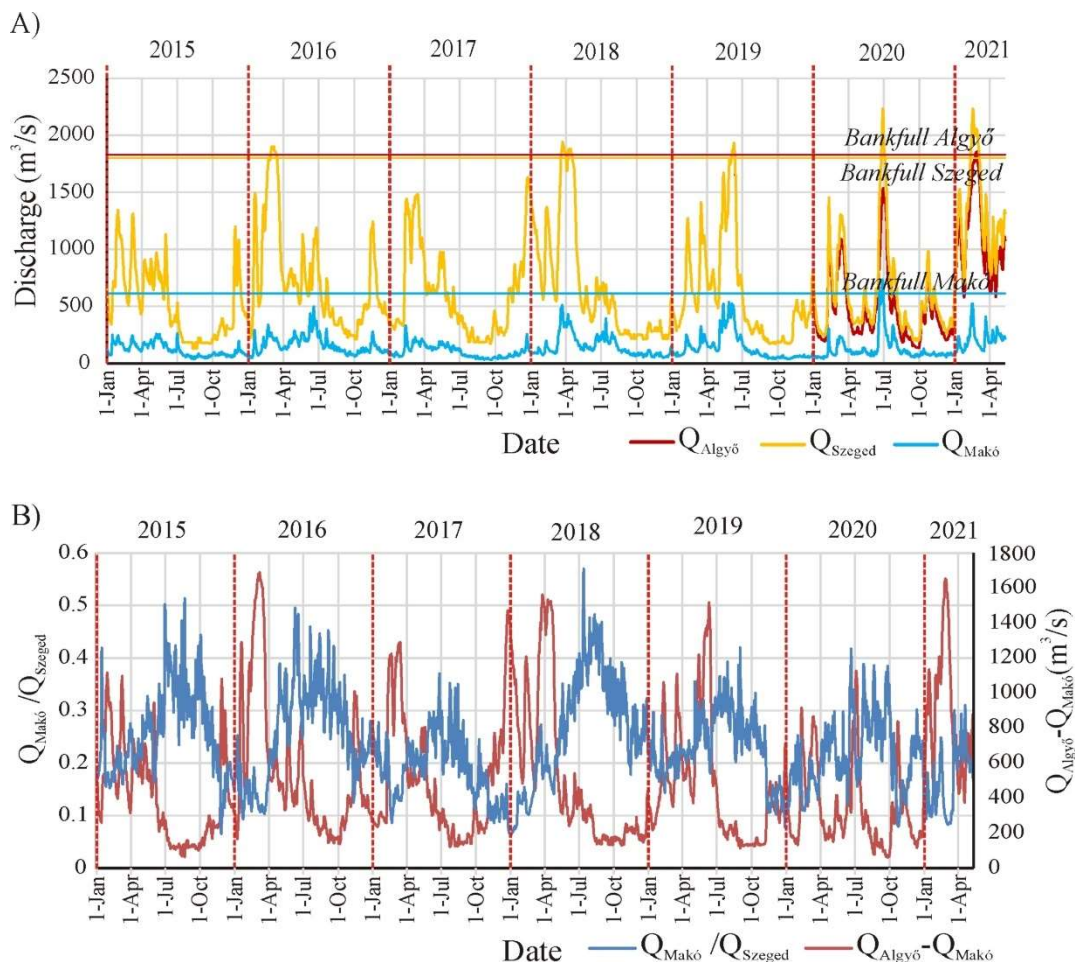 A)
2015 2016 2017 2018 2019 2020 2021
2500
2000
1500
1000
500
0
Discharge (m³/s)
Bankfull Algyő
Bankfull Szeged
Bankfull Makó
1-Jan 1-Apr 1-Jul 1-Oct 1-Jan 1-Apr 1-Jul 1-Oct 1-Jan 1-Apr 1-Jul 1-Oct 1-Jan 1-Apr 1-Jul 1-Oct 1-Jan 1-Apr 1-Jul 1-Oct 1-Jan 1-Apr 1-Jul 1-Oct 1-Jan 1-Apr
Date
QAlgyő QSzeged QMakó
B)
2015 2016 2017 2018 2019 2020 2021
0.6
0.5
0.4
0.3
0.2
0.1
0
QMakó /QSzeged
1800
1600
1400
1200
1000
800
600
400
200
0
QAlgyő-QMakó(m³/s)
1-Jan 1-Apr 1-Jul 1-Oct 1-Jan 1-Apr 1-Jul 1-Oct 1-Jan 1-Apr 1-Jul 1-Oct 1-Jan 1-Apr 1-Jul 1-Oct 1-Jan 1-Apr 1-Jul 1-Oct 1-Jan 1-Apr 1-Jul 1-Oct 1-Jan 1-Apr
Date
QMakó /QSzeged QAlgyő-QMakó